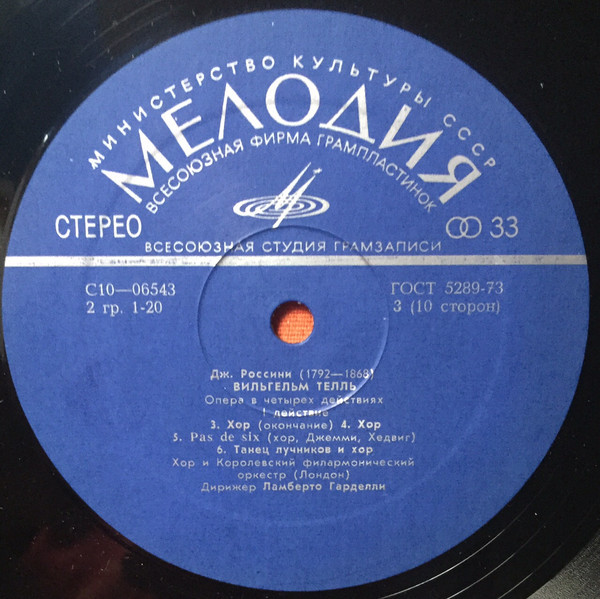 МИНИСТЕРСТВО КУЛЬТУРЫ СССР
МЕЛОДИЯ
ВСЕСОЮЗНАЯ ФИРМА ГРАМПЛАСТИНОК
СТЕРЕО
33
ВСЕСОЮЗНАЯ СТУДИЯ ГРАМЗАПИСИ
С10—06543
ГОСТ 5289-73
2 гр. 1-20
3 (10 сторон)
Дж. Россини (1792—1868)
ВИЛЬГЕЛЬМ ТЕЛЛЬ
Опера в четырех действиях
I действие
3. Хор (окончание) 4. Хор
5. Pas de six (хор, Джемми, Хедвиг)
6. Танец лучников и хор
Хор и Королевский филармонический
оркестр (Лондон)
Дирижер Ламберто Гарделли